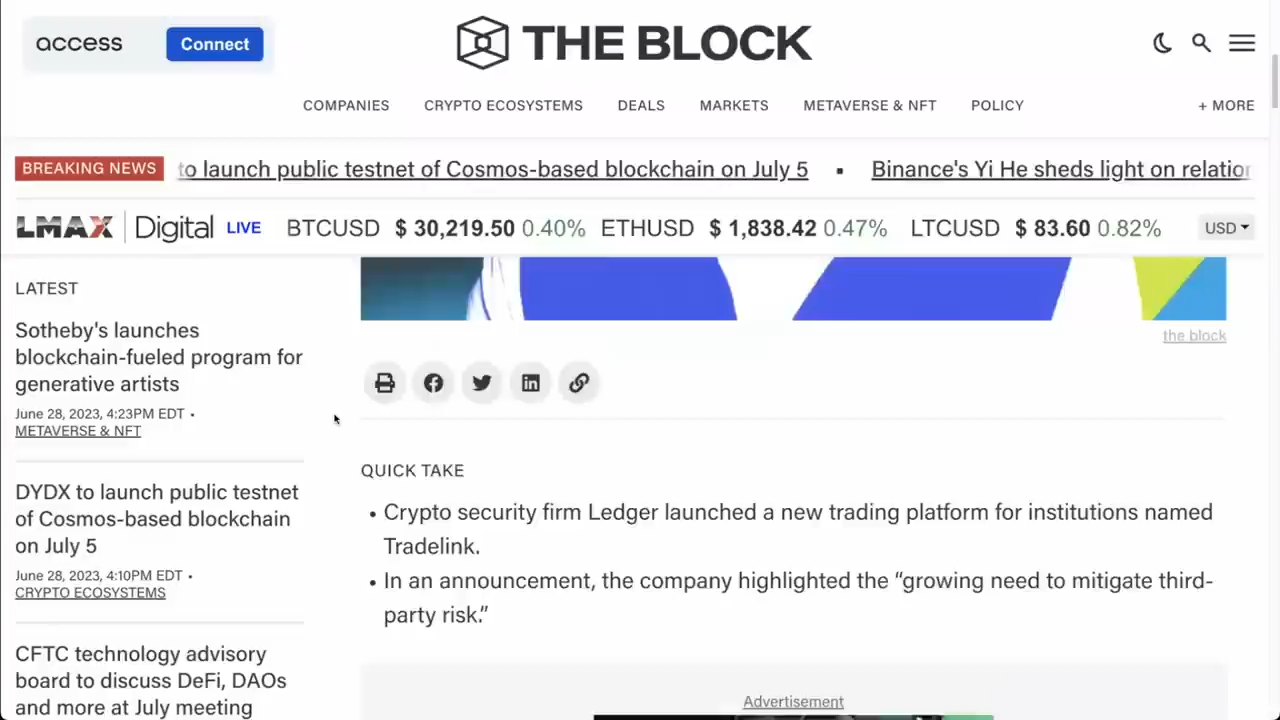 access
Connect
THE BLOCK
COMPANIES CRYPTO ECOSYSTEMS DEALS MARKETS METAVERSE & NFT POLICY + MORE
BREAKING NEWS to launch public testnet of Cosmos-based blockchain on July 5 ▪ Binance's Yi He sheds light on relation
LMAX Digital LIVE BTCUSD $ 30,219.50 0.40% ETHUSD $ 1,838.42 0.47% LTCUSD $ 83.60 0.82% USD
LATEST
Sotheby's launches
blockchain-fueled program for
generative artists
June 28, 2023, 4:23PM EDT •
METAVERSE & NFT
DYDX to launch public testnet
of Cosmos-based blockchain
on July 5
June 28, 2023, 4:10PM EDT •
CRYPTO ECOSYSTEMS
CFTC technology advisory
board to discuss DeFi, DAOs
and more at July meeting
the block
QUICK TAKE
• Crypto security firm Ledger launched a new trading platform for institutions named
Tradelink.
• In an announcement, the company highlighted the “growing need to mitigate third-
party risk.”
Advertisement